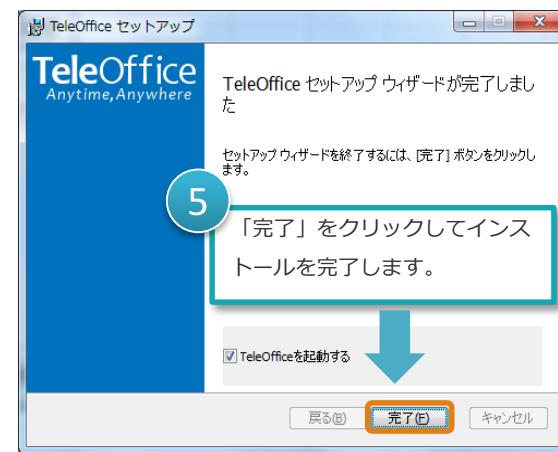 TeleOffice セットアップ
TeleOffice
Anytime,Anywhere
TeleOffice セットアップ ウィザードが完了しまし
た
セットアップ ウィザードを終了するには、[完了] ボタンをクリックし
ます。
5
「完了」をクリックしてインス
トールを完了します。
TeleOfficeを起動する
戻る(B)
完了(F)
キャンセル